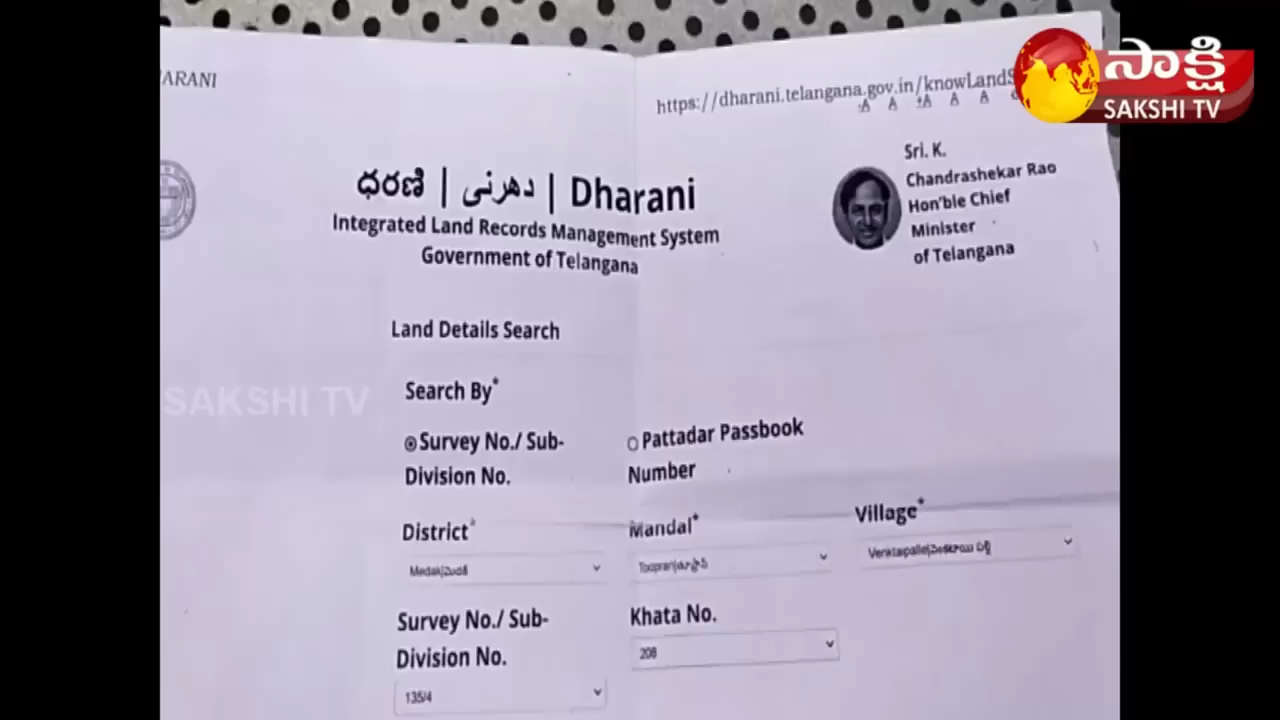 ARANI
https://dharani.telangana.gov.in/knowLandS
A A +A A A
సాక్షి
SAKSHI TV
ధరణి | دھرنی | Dharani
Integrated Land Records Management System
Government of Telangana
Sri. K.
Chandrashekar Rao
Hon'ble Chief
Minister
of Telangana
Land Details Search
Search By*
SAKSHI TV
Survey No./ Sub-
Division No.
Pattadar Passbook
Number
District*
Mandal*
Village*
Medak|మెదక్
Toopran|తూప్రాన్
Survey No./ Sub-
Division No.
Khata No.
208
135/4